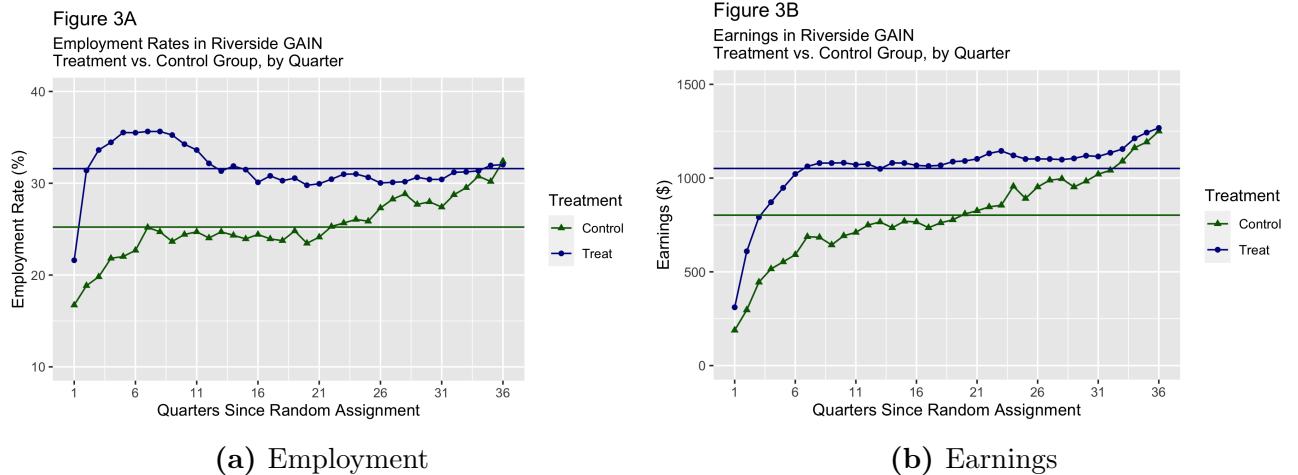 Figure 3A
Employment Rates in Riverside GAIN
Treatment vs. Control Group, by Quarter
Employment Rate (%)
40
30
20
10
1 6 11 16 21 26 31 36
Quarters Since Random Assignment
Treatment
Control
Treat
(a) Employment
Figure 3B
Earnings in Riverside GAIN
Treatment vs. Control Group, by Quarter
Earnings ($)
1500
1000
500
0
1 6 11 16 21 26 31 36
Quarters Since Random Assignment
Treatment
Control
Treat
(b) Earnings